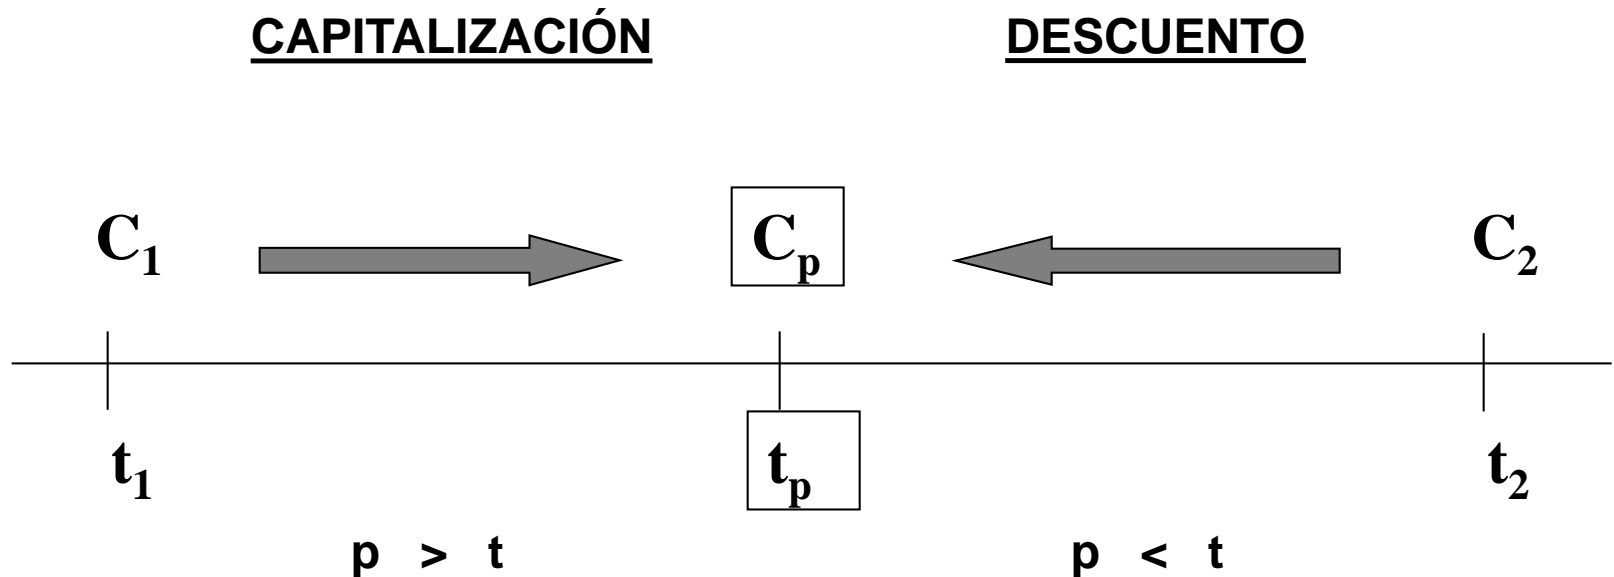 CAPITALIZACIÓN DESCUENTO
C₁ Cₚ C₂
t₁ tₚ t₂
p > t p < t